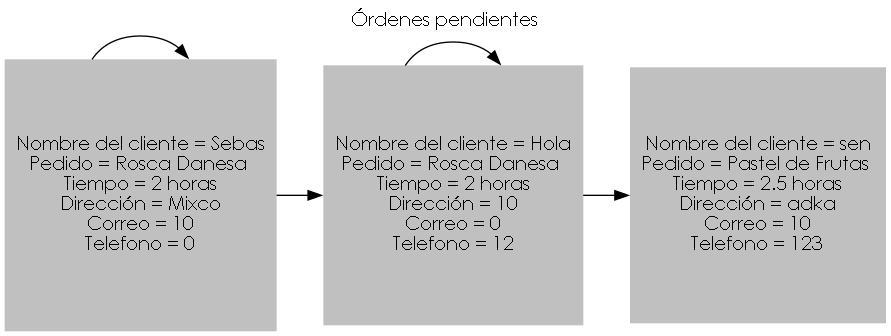 Órdenes pendientes
Nombre del cliente = Sebas
Pedido = Rosca Danesa
Tiempo = 2 horas
Dirección = Mixco
Correo = 10
Telefono = 0
Nombre del cliente = Hola
Pedido = Rosca Danesa
Tiempo = 2 horas
Dirección = 10
Correo = 0
Telefono = 12
Nombre del cliente = sen
Pedido = Pastel de Frutas
Tiempo = 2.5 horas
Dirección = adka
Correo = 10
Telefono = 123